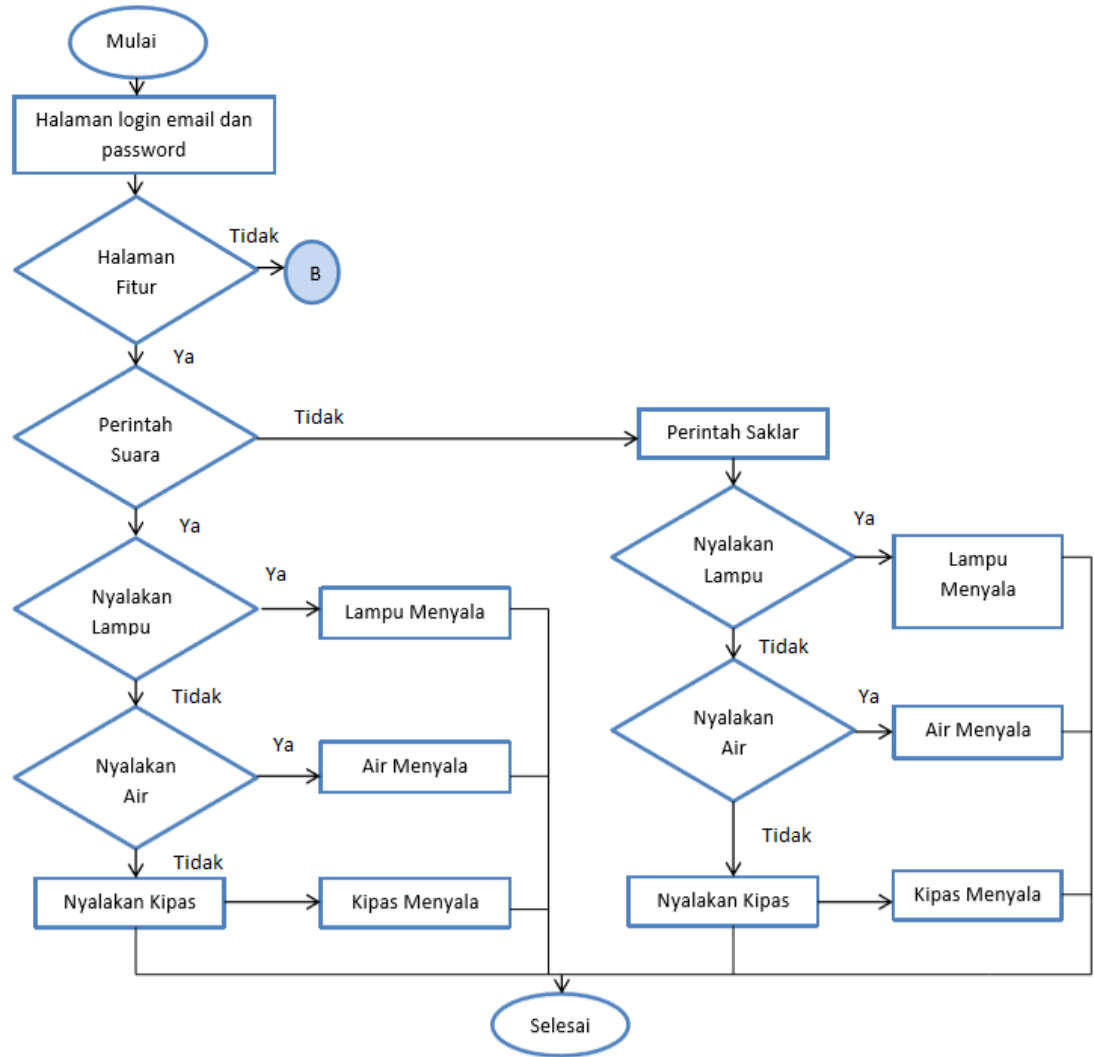 Mulai
Halaman login email dan
password
Halaman
Fitur
Tidak
B
Ya
Perintah
Suara
Tidak
Perintah Saklar
Ya
Nyalakan
Lampu
Ya
Lampu Menyala
Tidak
Nyalakan
Air
Ya
Air Menyala
Tidak
Nyalakan Kipas
Kipas Menyala
Nyalakan
Lampu
Ya
Lampu
Menyala
Tidak
Nyalakan
Air
Ya
Air Menyala
Tidak
Nyalakan Kipas
Kipas Menyala
Selesai